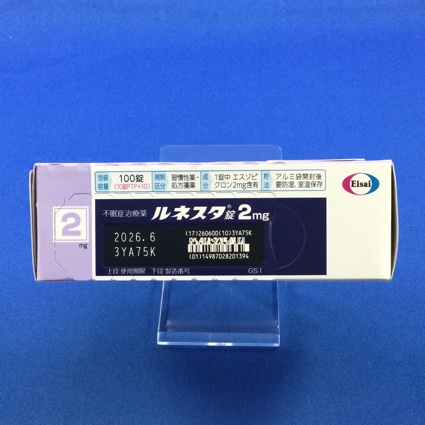 包装容量 100錠 (10錠PTP×10)
規制区分 習慣性薬・処方箋薬
成分 1錠中 エスゾピクロン2mg含有
貯法 アルミ袋開封後要防湿、室温保存
Eisai
2
mg
不眠症治療薬
ルネスタ®錠2mg
2026.6
3YA75K
(17)260600(10)3YA75K
(01)14987028201394
上段 使用期限 下段 製造番号
GS1